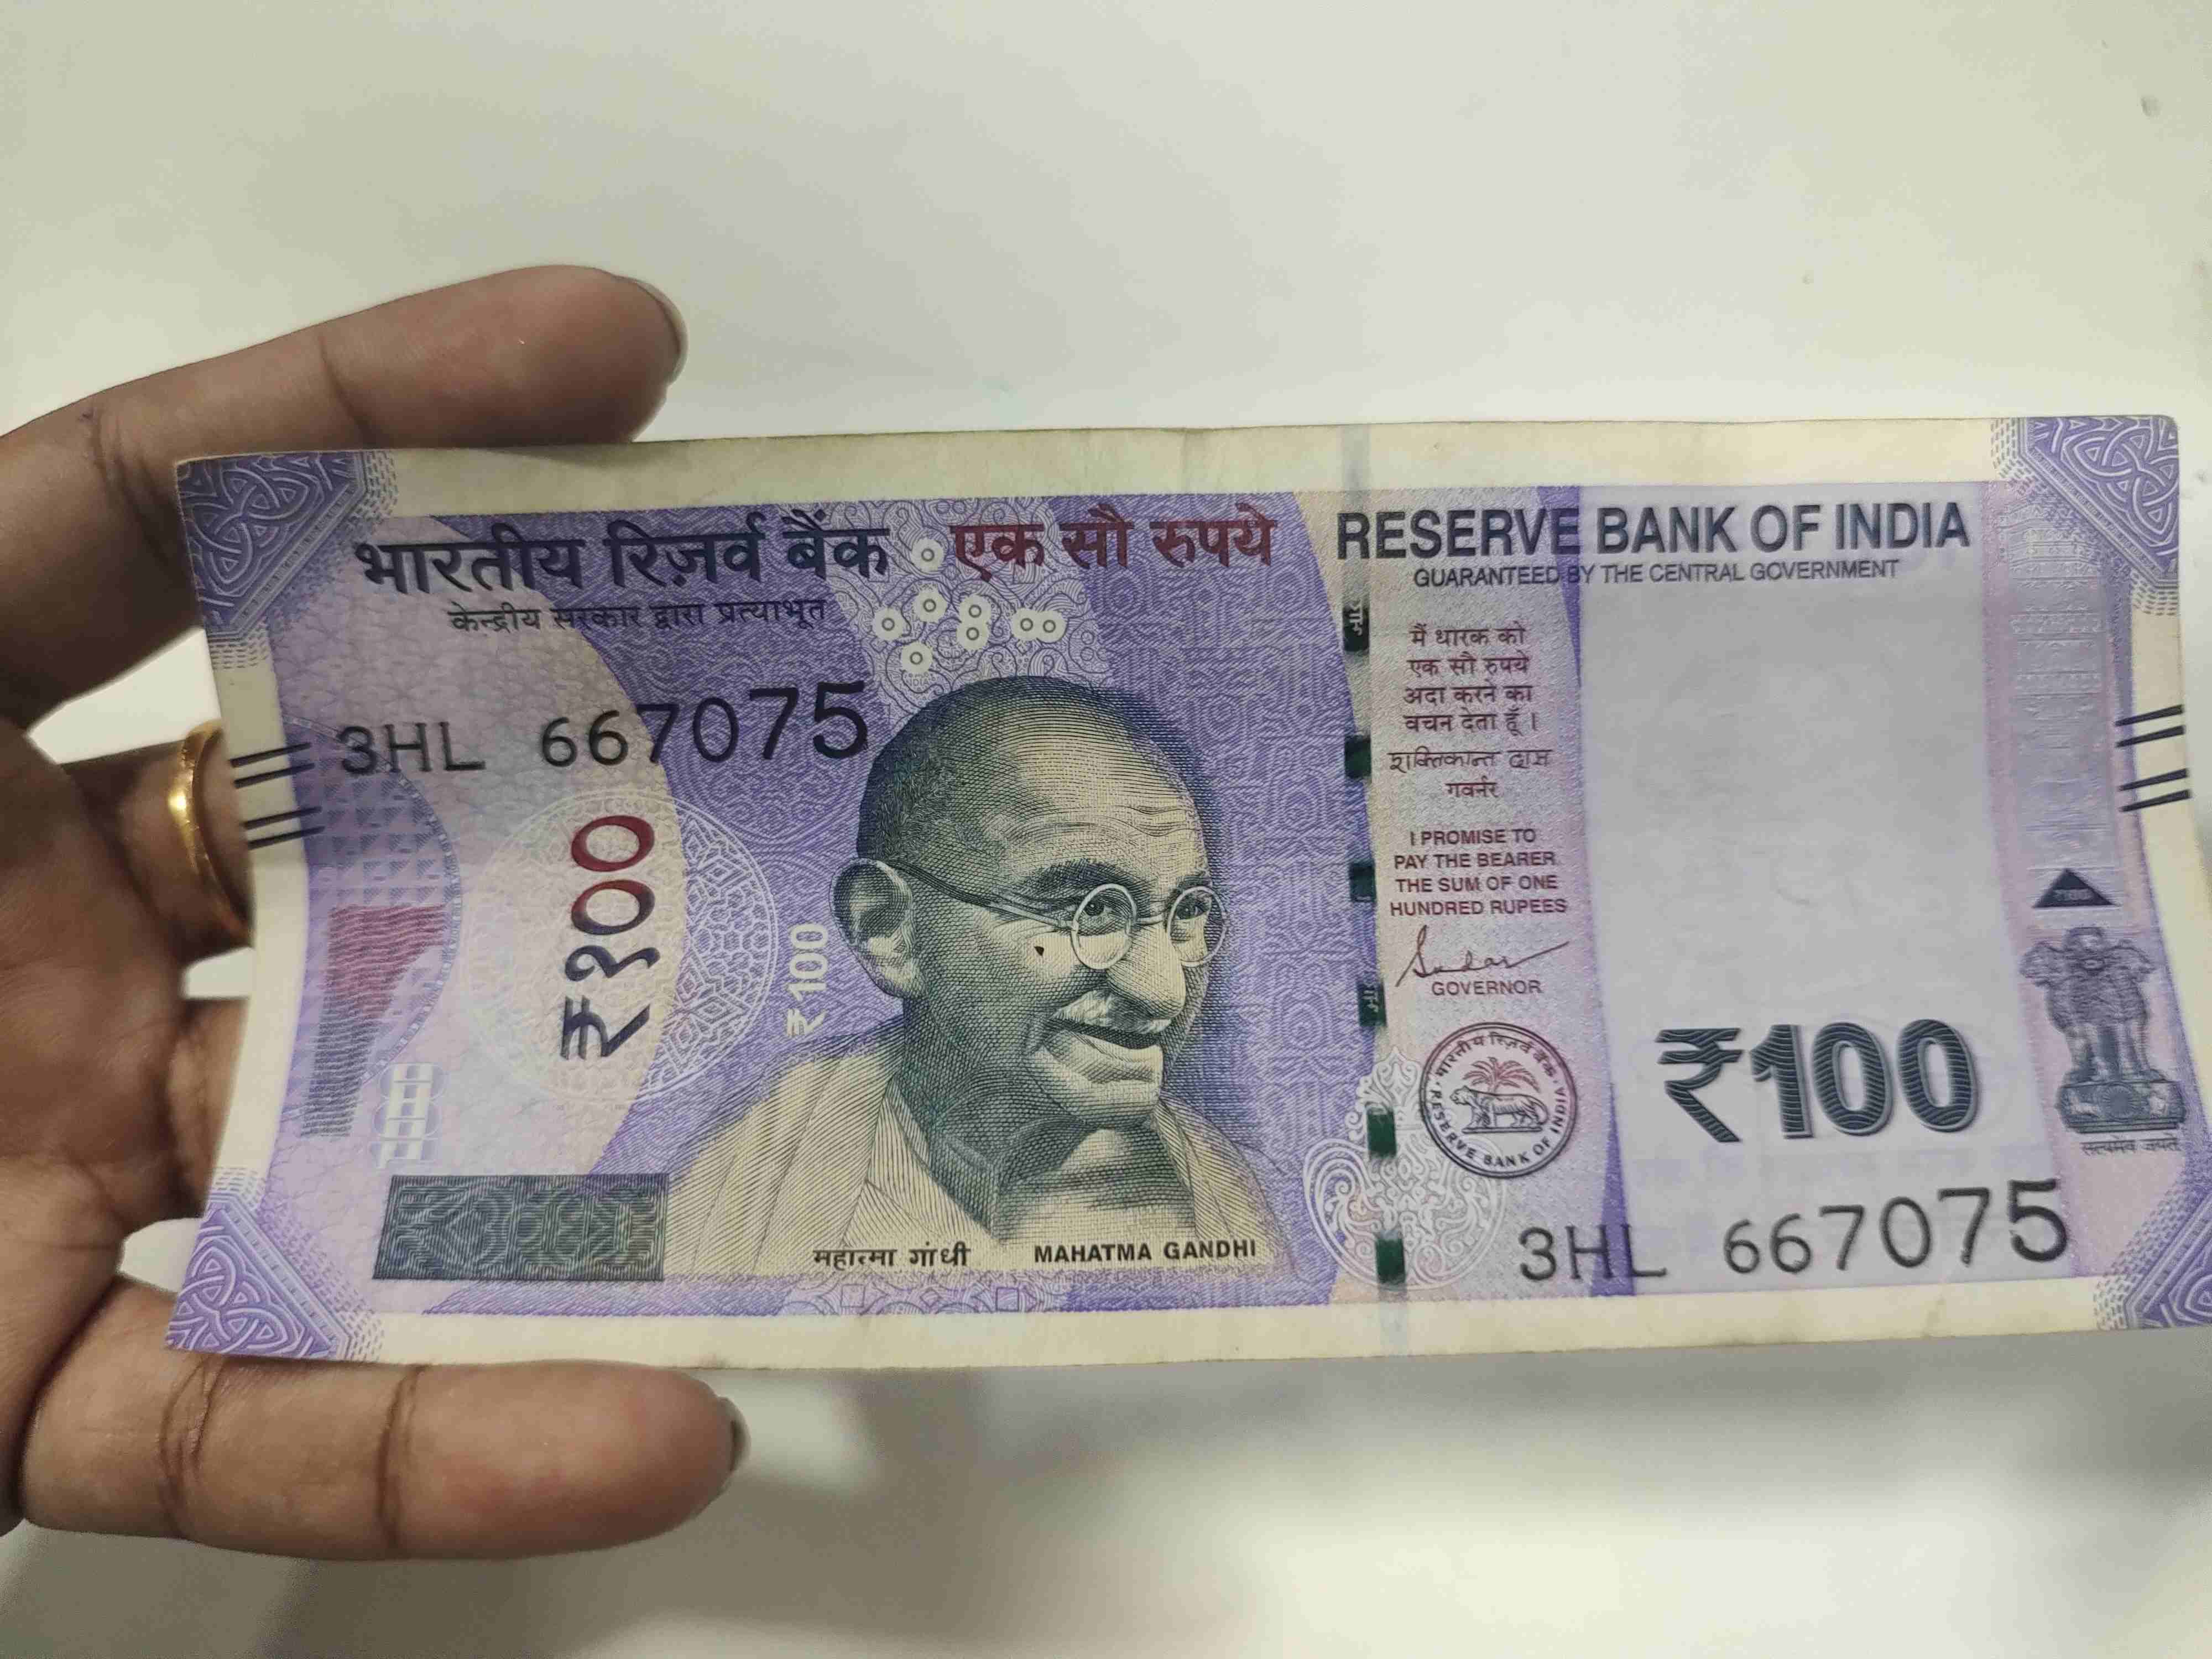 भारतीय रिज़र्व बैंक एक सौ रुपये RESERVE BANK OF INDIA
केन्द्रीय सरकार द्वारा प्रत्याभूत
GUARANTEED BY THE CENTRAL GOVERNMENT
3HL 667075
₹१००
₹100
मैं धारक को
एक सौ रुपये
अदा करने का
वचन देता हूँ।
शक्तिकान्त दास
गवर्नर
I PROMISE TO
PAY THE BEARER
THE SUM OF ONE
HUNDRED RUPEES
GOVERNOR
भारतीय रिज़र्व बैंक
RESERVE BANK OF INDIA
₹100
सत्यमेव जयते
3HL 667075
महात्मा गांधी MAHATMA GANDHI